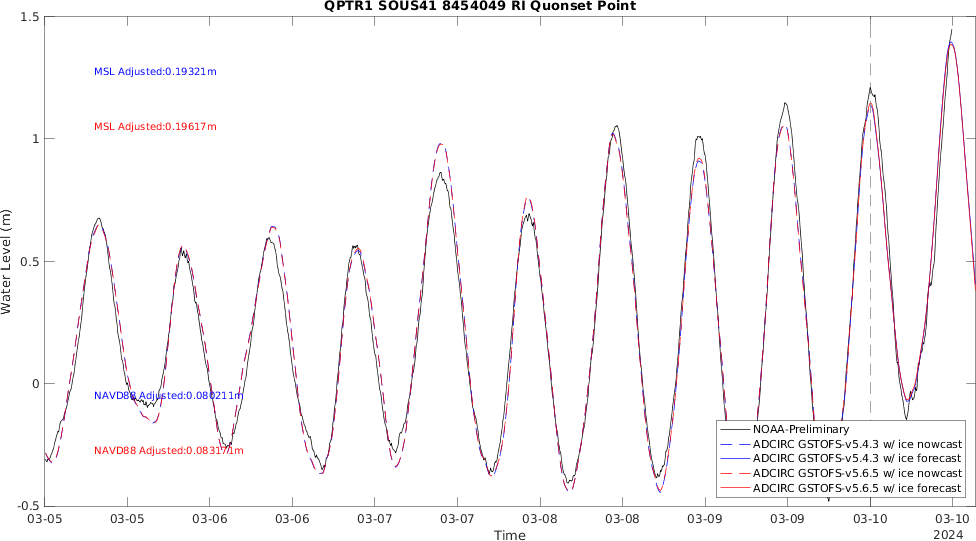 QPTR1 SOUS41 8454049 RI Quonset Point
1.5
MSL Adjusted:0.19321m
MSL Adjusted:0.19617m
1
0.5
Water Level (m)
0
NAVD88 Adjusted:0.080211m
NAVD88 Adjusted:0.083171m
-0.5
NOAA-Preliminary
ADCIRC GSTOFS-v5.4.3 w/ ice nowcast
ADCIRC GSTOFS-v5.4.3 w/ ice forecast
ADCIRC GSTOFS-v5.6.5 w/ ice nowcast
ADCIRC GSTOFS-v5.6.5 w/ ice forecast
03-05 03-05 03-06 03-06 03-07 03-07 03-08 03-08 03-09 03-09 03-10 03-10
Time
2024